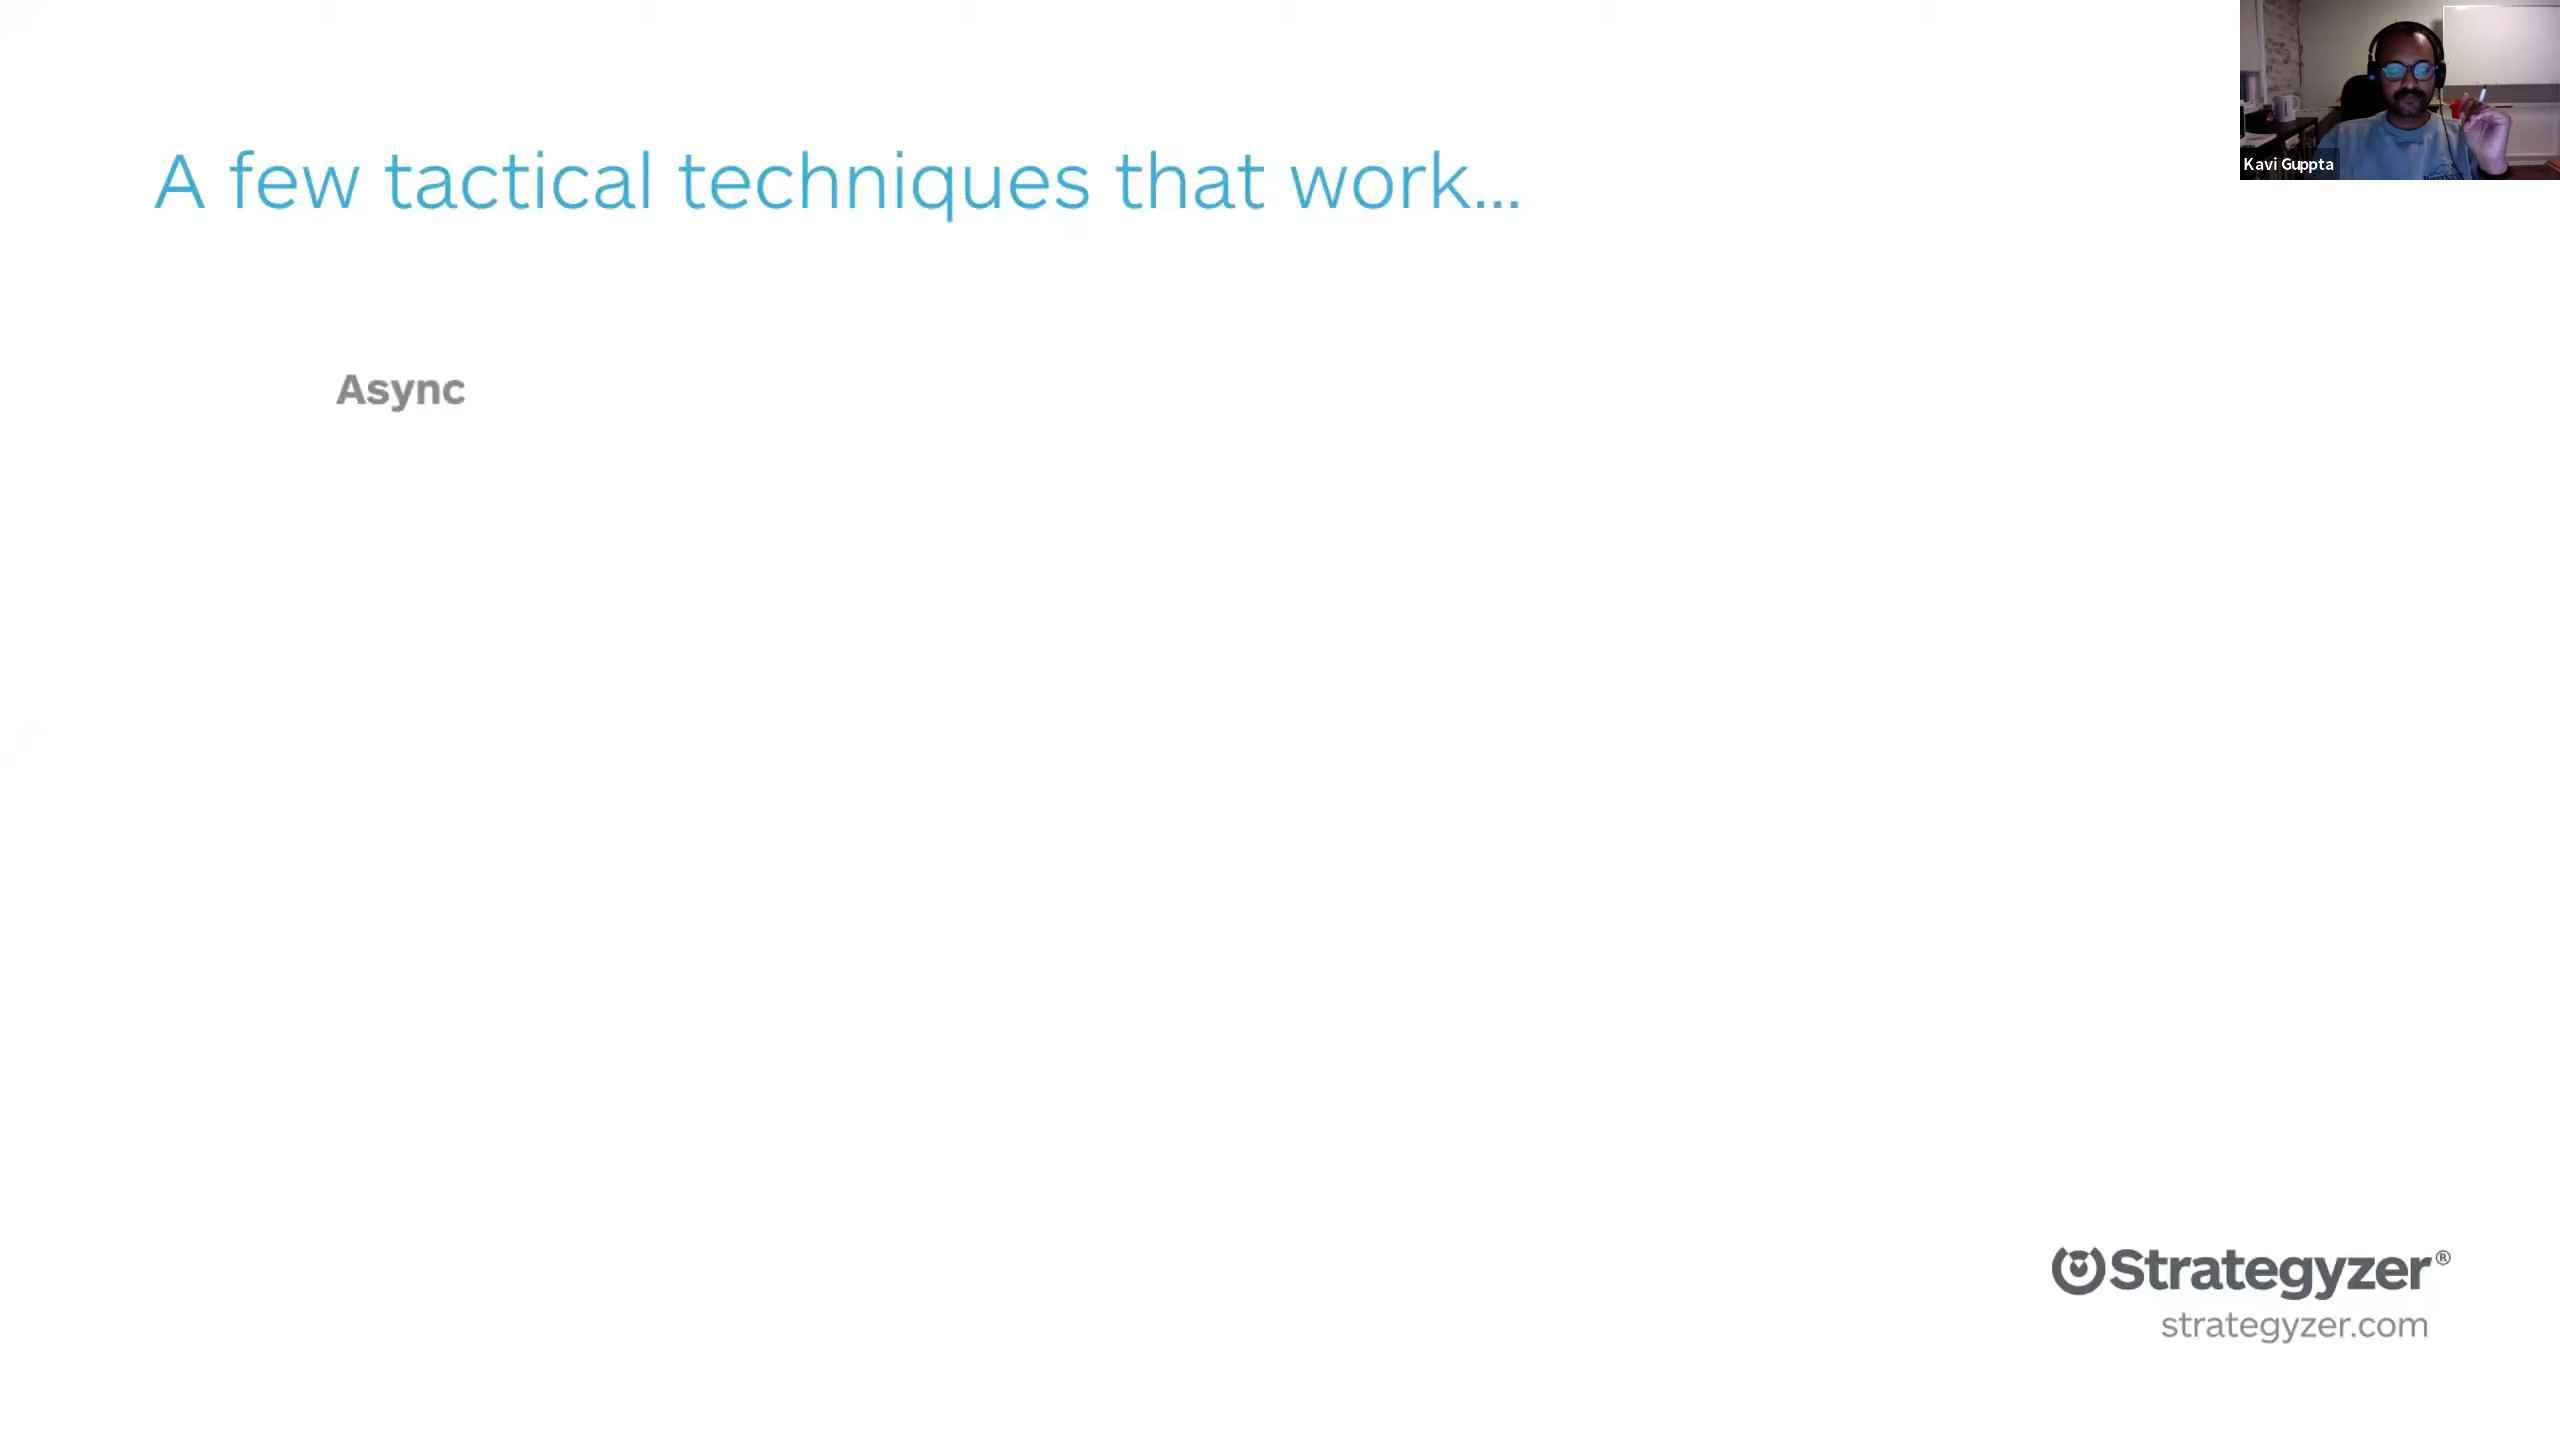 A few tactical techniques that work...
Kavi Guppta
Async
Strategyzer®
strategyzer.com